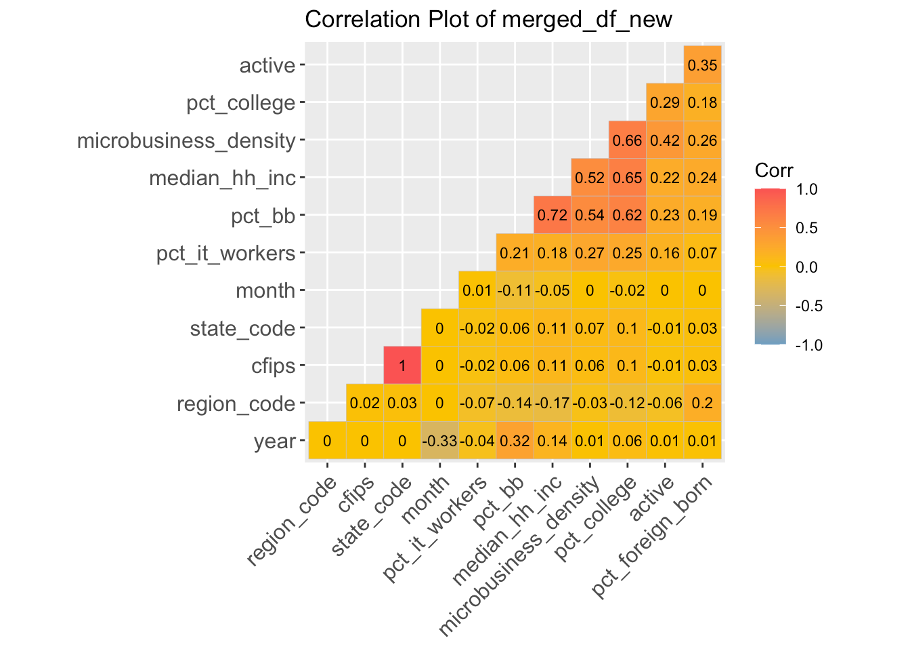 Correlation Plot of merged_df_new
active
0.35
pct_college
0.29 0.18
microbusiness_density
0.66 0.42 0.26
median_hh_inc
0.52 0.65 0.22 0.24
pct_bb
0.72 0.54 0.62 0.23 0.19
pct_it_workers
0.21 0.18 0.27 0.25 0.16 0.07
month
0.01 -0.11 -0.05 0 -0.02 0 0
state_code
0 -0.02 0.06 0.11 0.07 0.1 -0.01 0.03
cfips
1 0 -0.02 0.06 0.11 0.06 0.1 -0.01 0.03
region_code
0.02 0.03 0 -0.07 -0.14 -0.17 -0.03 -0.12 -0.06 0.2
year
0 0 0 -0.33 -0.04 0.32 0.14 0.01 0.06 0.01 0.01
region_code
cfips
state_code
month
pct_it_workers
pct_bb
median_hh_inc
microbusiness_density
pct_college
active
pct_foreign_born
Corr
1.0
0.5
0.0
-0.5
-1.0